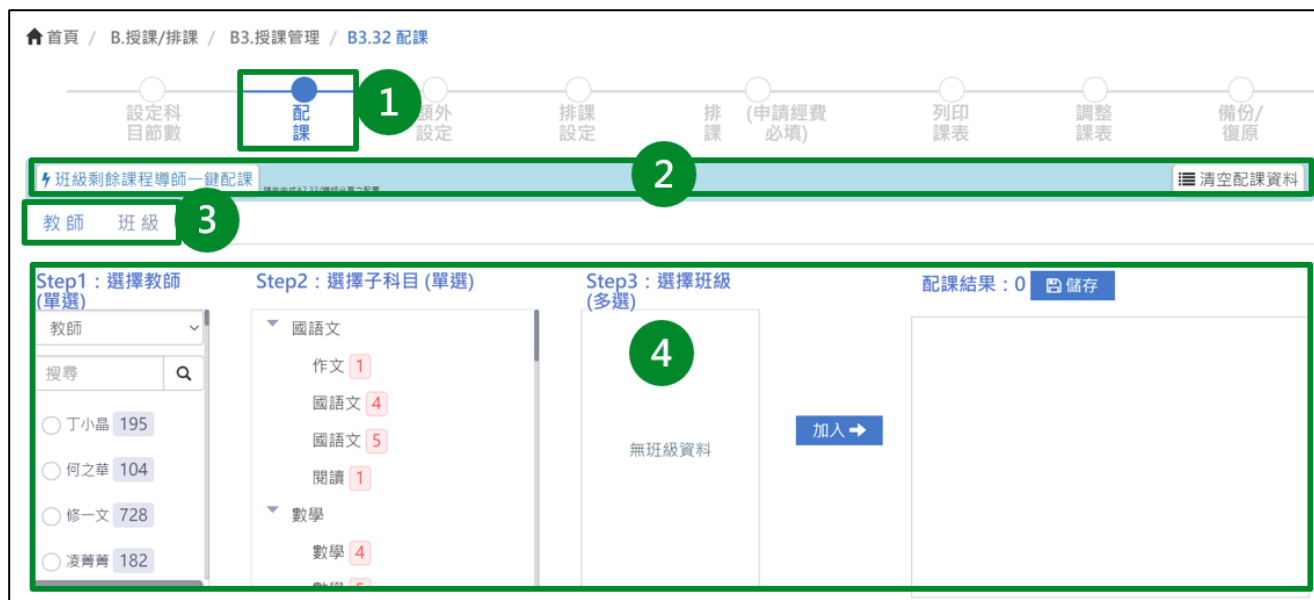 首頁 / B.授課/排課 / B3.授課管理 / B3.32 配課
設定科目節數
配課
1
額外設定
排課設定
排課
(申請經費必填)
列印課表
調整課表
備份/復原
班級剩餘課程導師一鍵配課
2
清空配課資料
教師 班級
3
Step1：選擇教師(單選)
教師
搜尋
丁小晶 195
何之華 104
修一文 728
凌菁菁 182
Step2：選擇子科目 (單選)
國語文
作文 1
國語文 4
國語文 5
閱讀 1
數學
數學 4
Step3：選擇班級(多選)
4
無班級資料
加入
配課結果：0 儲存